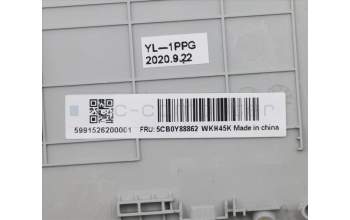 YL-1PPG
2020.9.22
c-c
5991526200001
FRU: 5CB0Y88862 WKH45K Made in china